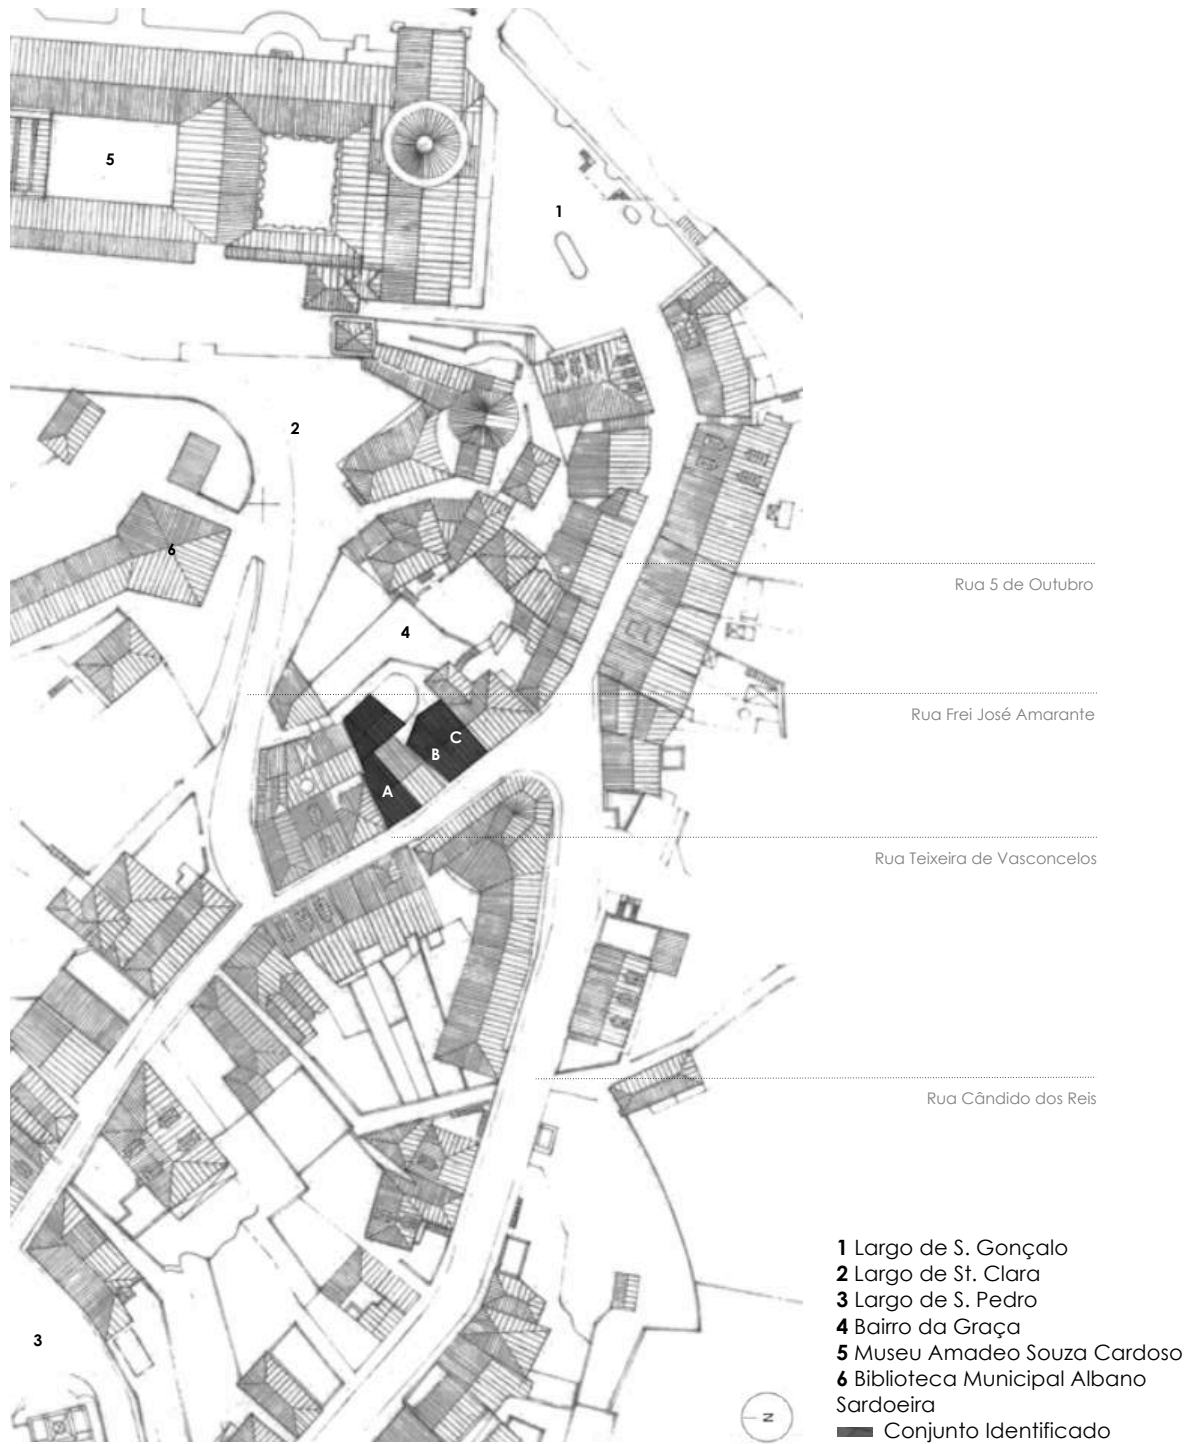 5
1
2
6
4
C
B
A
3
Rua 5 de Outubro
Rua Frei José Amarante
Rua Teixeira de Vasconcelos
Rua Cândido dos Reis
N
1 Largo de S. Gonçalo
2 Largo de St. Clara
3 Largo de S. Pedro
4 Bairro da Graça
5 Museu Amadeo Souza Cardoso
6 Biblioteca Municipal Albano
Sardoeira
Conjunto Identificado